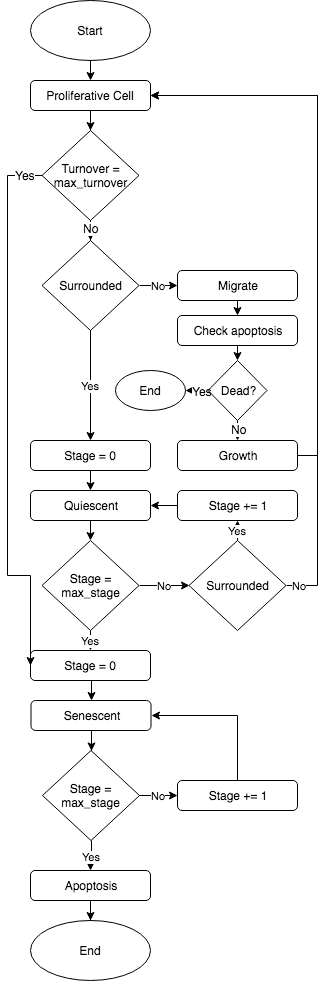 Start
Proliferative Cell
Turnover =
max_turnover
Yes
No
Surrounded
No
Migrate
Check apoptosis
Dead?
Yes
End
No
Growth
Yes
Stage = 0
Quiescent
Stage += 1
Yes
Stage =
max_stage
No
Surrounded
No
Yes
Stage = 0
Senescent
Stage =
max_stage
No
Stage += 1
Yes
Apoptosis
End